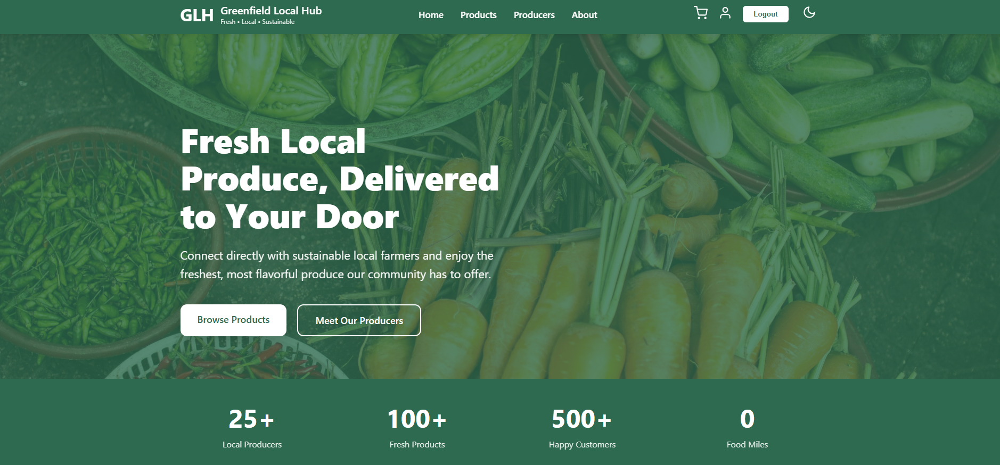 GLH
Greenfield Local Hub
Fresh • Local • Sustainable
Home
Products
Producers
About
Logout
Fresh Local
Produce, Delivered
to Your Door
Connect directly with sustainable local farmers and enjoy the
freshest, most flavorful produce our community has to offer.
Browse Products
Meet Our Producers
25+
100+
500+
0
Local Producers
Fresh Products
Happy Customers
Food Miles